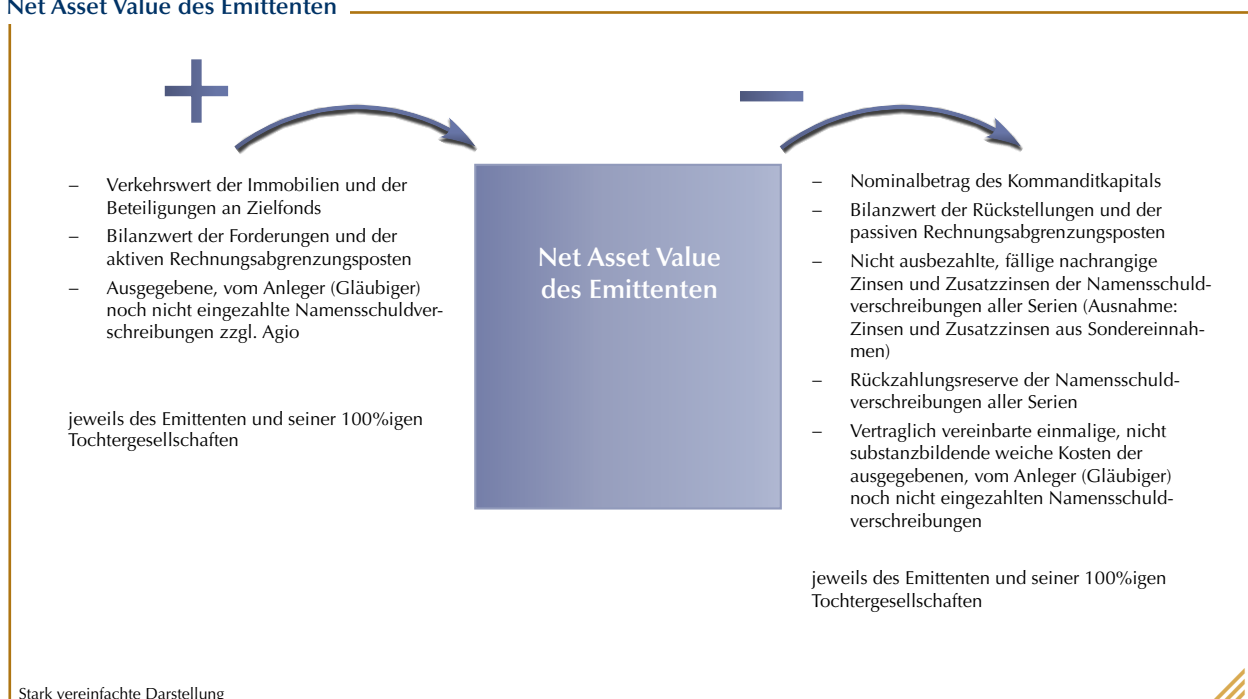 Net Asset Value des Emittenten
– Verkehrswert der Immobilien und der
Beteiligungen an Zielfonds
– Bilanzwert der Forderungen und der
aktiven Rechnungsabgrenzungsposten
– Ausgegebene, vom Anleger (Gläubiger)
noch nicht eingezahlte Namensschuldver-
schreibungen zzgl. Agio
jeweils des Emittenten und seiner 100%igen
Tochtergesellschaften
Net Asset Value
des Emittenten
– Nominalbetrag des Kommanditkapitals
– Bilanzwert der Rückstellungen und der
passiven Rechnungsabgrenzungsposten
– Nicht ausbezahlte, fällige nachrangige
Zinsen und Zusatzzinsen der Namensschuld-
verschreibungen aller Serien (Ausnahme:
Zinsen und Zusatzzinsen aus Sondereinnah-
men)
– Rückzahlungsreserve der Namensschuld-
verschreibungen aller Serien
– Vertraglich vereinbarte einmalige, nicht
substanzbildende weiche Kosten der
ausgegebenen, vom Anleger (Gläubiger)
noch nicht eingezahlten Namensschuld-
verschreibungen
jeweils des Emittenten und seiner 100%igen
Tochtergesellschaften
Stark vereinfachte Darstellung